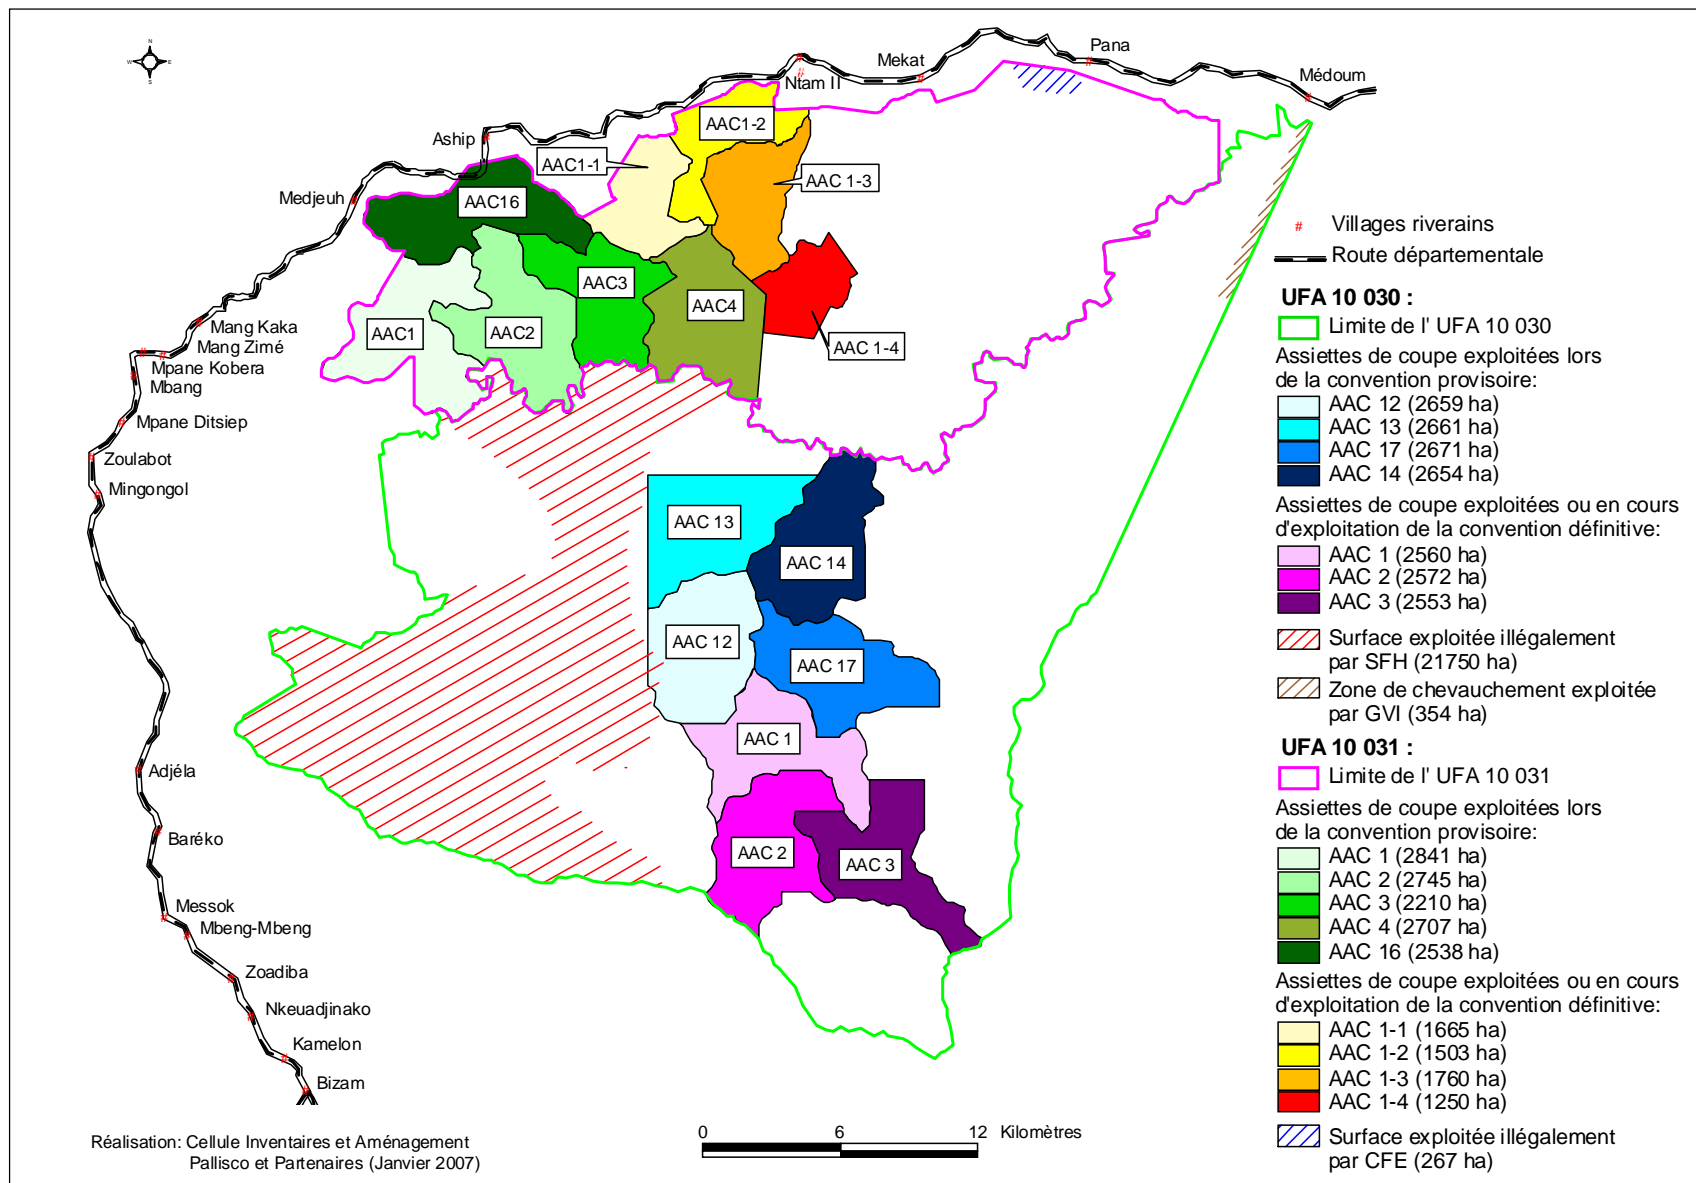 N
W E
S
Pana
Mekat
Médoum
Ntam II
AAC1-2
Aship
AAC1-1
AAC 1-3
AAC16
Medjeuh
AAC3
AAC4
AAC1
AAC2
AAC 1-4
Mang Kaka
Mang Zimé
Mpane Kobera
Mbang
Mpane Ditsiep
Zoulabot
Mingongol
AAC 13
AAC 14
AAC 12
AAC 17
AAC 1
Adjéla
Baréko
AAC 2
AAC 3
Messok
Mbeng-Mbeng
Zoadiba
Nkeuadjinako
Kamelon
Bizam
# Villages riverains
Route départementale
UFA 10 030 :
Limite de l' UFA 10 030
Assiettes de coupe exploitées lors
de la convention provisoire:
AAC 12 (2659 ha)
AAC 13 (2661 ha)
AAC 17 (2671 ha)
AAC 14 (2654 ha)
Assiettes de coupe exploitées ou en cours
d'exploitation de la convention définitive:
AAC 1 (2560 ha)
AAC 2 (2572 ha)
AAC 3 (2553 ha)
Surface exploitée illégalement
par SFH (21750 ha)
Zone de chevauchement exploitée
par GVI (354 ha)
UFA 10 031 :
Limite de l' UFA 10 031
Assiettes de coupe exploitées lors
de la convention provisoire:
AAC 1 (2841 ha)
AAC 2 (2745 ha)
AAC 3 (2210 ha)
AAC 4 (2707 ha)
AAC 16 (2538 ha)
Assiettes de coupe exploitées ou en cours
d'exploitation de la convention définitive:
AAC 1-1 (1665 ha)
AAC 1-2 (1503 ha)
AAC 1-3 (1760 ha)
AAC 1-4 (1250 ha)
Surface exploitée illégalement
par CFE (267 ha)
0 6 12 Kilomètres
Réalisation: Cellule Inventaires et Aménagement
Pallisco et Partenaires (Janvier 2007)